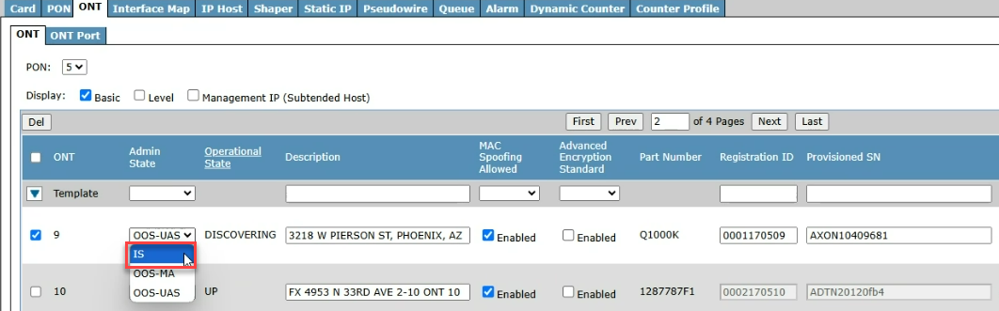 Card PON ONT Interface Map IP Host Shaper Static IP Pseudowire Queue Alarm Dynamic Counter Counter Profile
ONT ONT Port
PON: 5
Display: Basic Level Management IP (Subtended Host)
Del First Prev 2 of 4 Pages Next Last
ONT Admin State Operational State Description MAC Spoofing Allowed Advanced Encryption Standard Part Number Registration ID Provisioned SN
Template
9 OOS-UAS DISCOVERING 3218 W PIERSON ST, PHOENIX, AZ Enabled Enabled Q1000K 0001170509 AXON10409681
IS
OOS-MA
OOS-UAS
10 UP FX 4953 N 33RD AVE 2-10 ONT 10 Enabled Enabled 1287787F1 0002170510 ADTN20120fb4